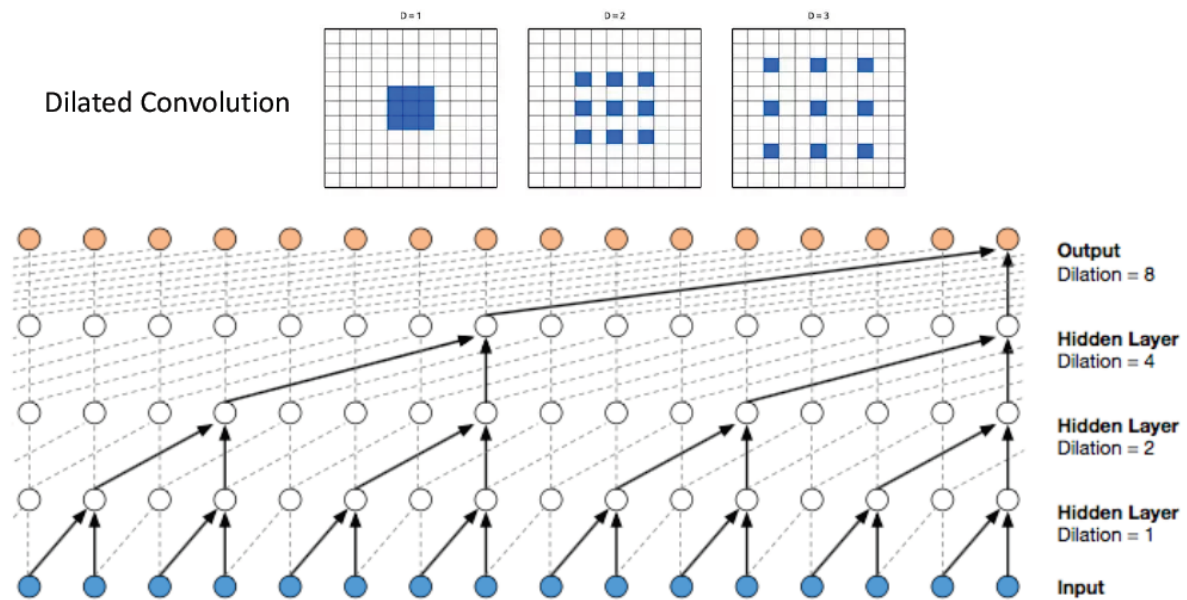 D=1
D=2
D=3
Dilated Convolution
Output
Dilation = 8
Hidden Layer
Dilation = 4
Hidden Layer
Dilation = 2
Hidden Layer
Dilation = 1
Input